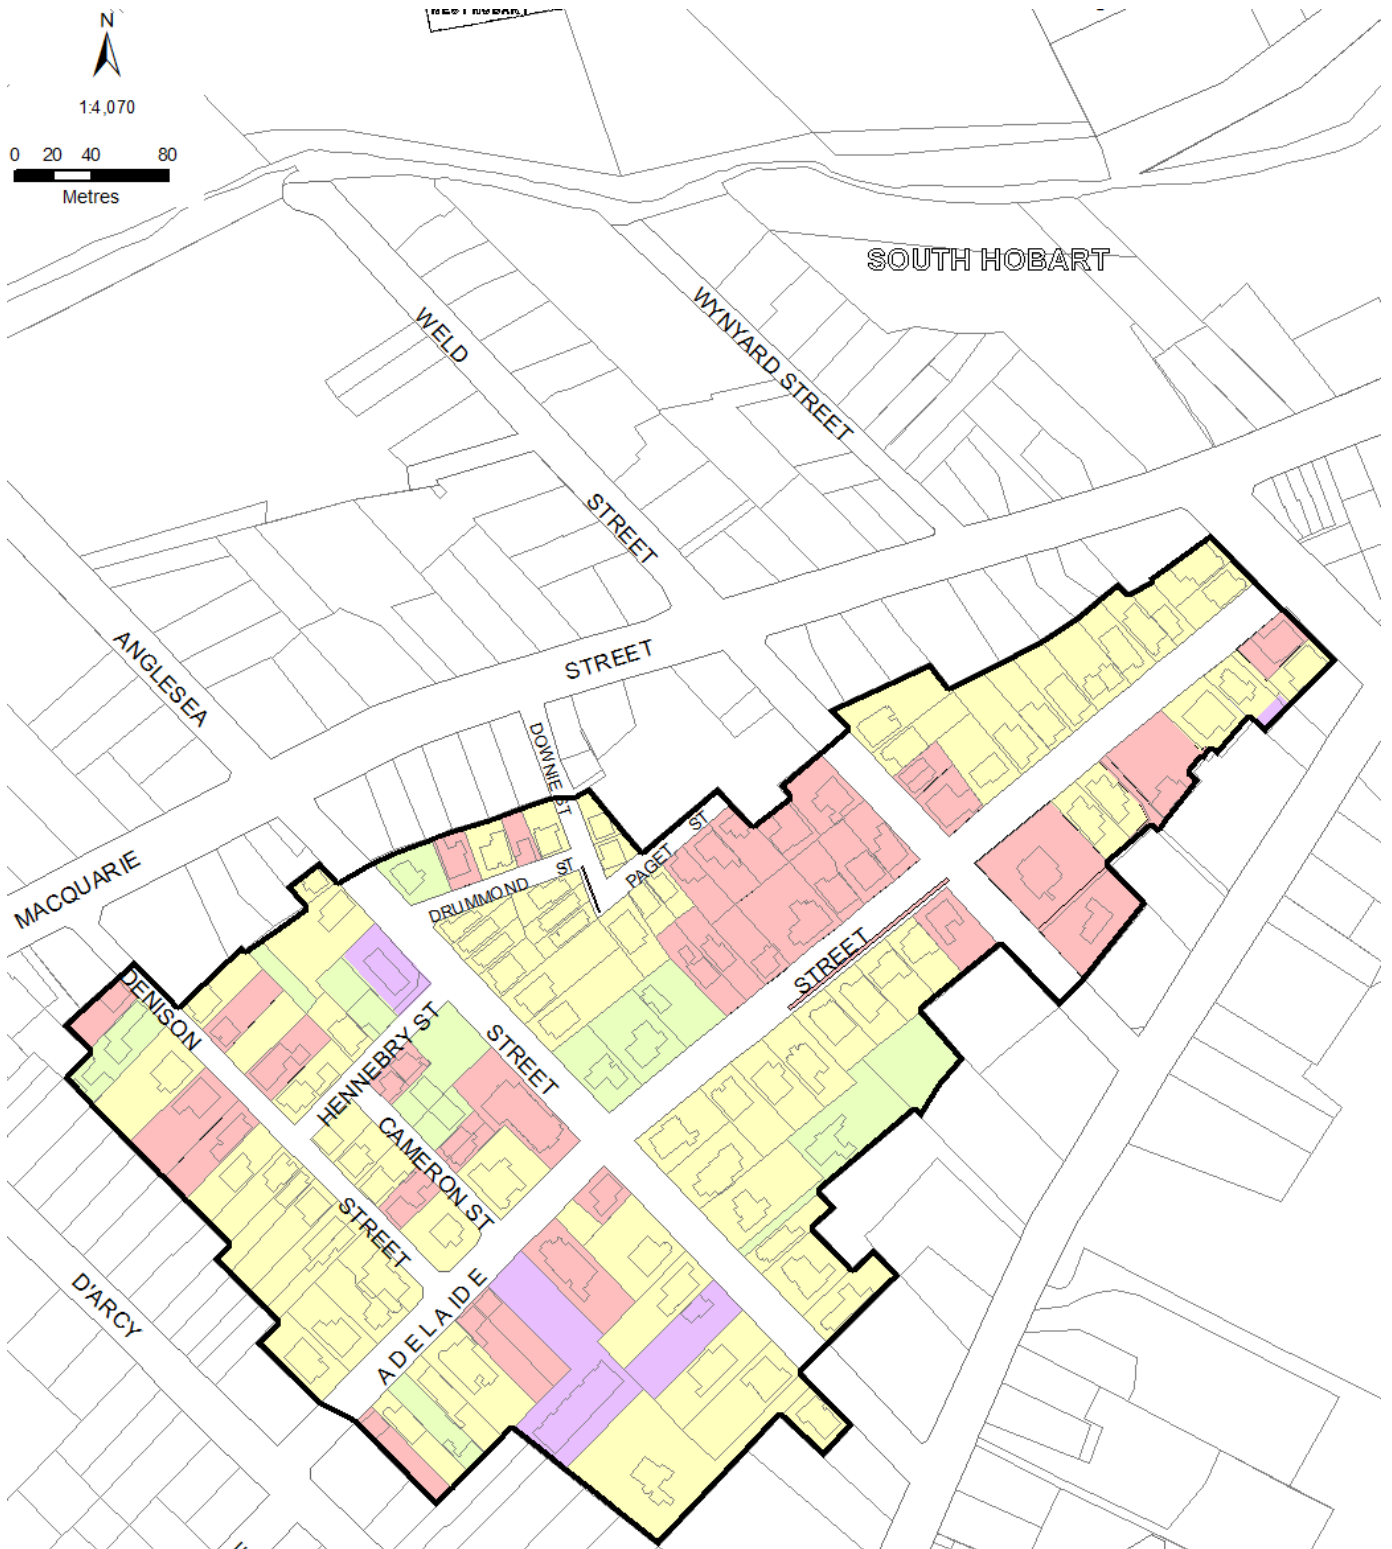 N
1:4,070
0 20 40 80
Metres
SOUTH HOBART
WELD
WYNYARD STREET
STREET
ANGLESEA
STREET
DOWNIE ST
MACQUARIE
PAGET ST
DRUMMOND ST
STREET
DENISON
HENNEBRY ST
STREET
CAMERON ST
STREET
D'ARCY
ADELAIDE